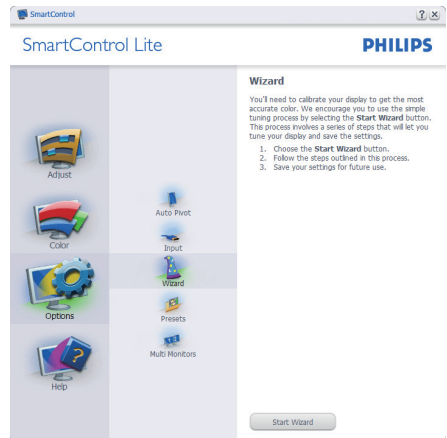 SmartControl
? X
SmartControl Lite
PHILIPS
Adjust
Color
Options
Help
Auto Pivot
Input
Wizard
Presets
Multi Monitors
Wizard
You'll need to calibrate your display to get the most
accurate color. We encourage you to use the simple
tuning process by selecting the Start Wizard button.
This process involves a series of steps that will let you
tune your display and save the settings.
1. Choose the Start Wizard button.
2. Follow the steps outlined in this process.
3. Save your settings for future use.
Start Wizard